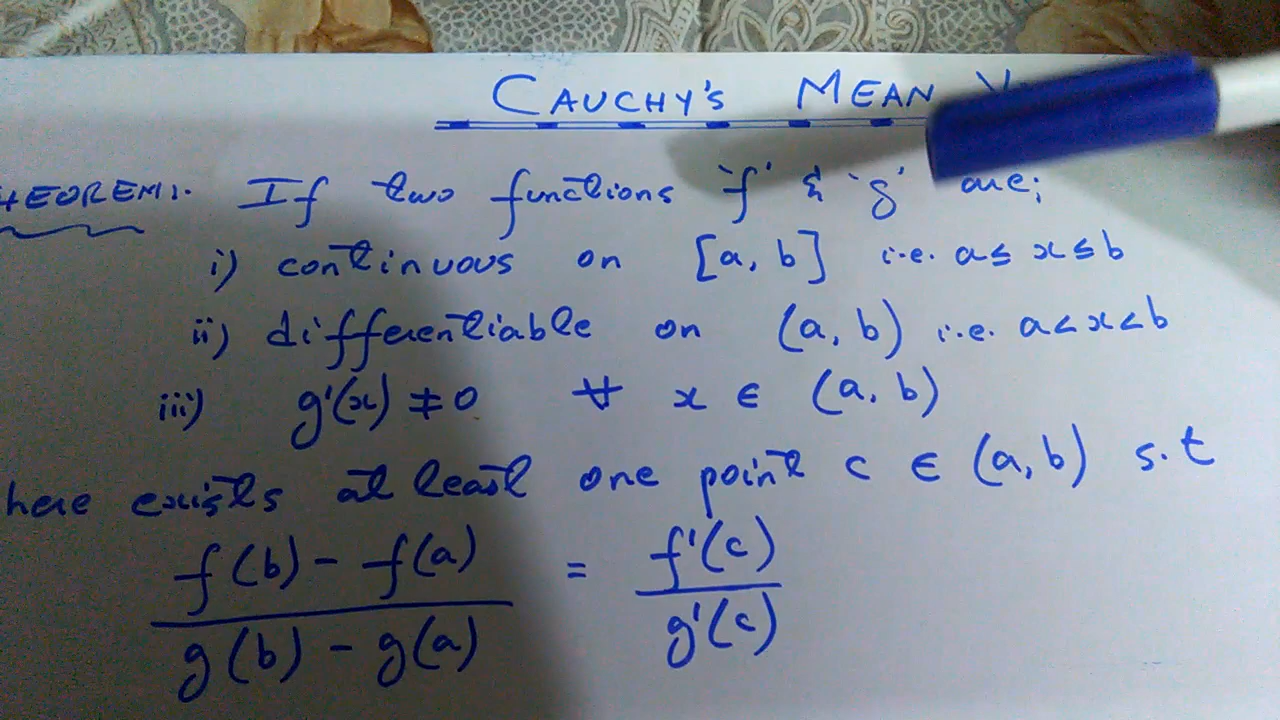 CAUCHY'S MEAN
THEOREM:. If two functions 'f' & 'g' are;
i) continuous on [a, b] i.e. a≤ x≤b
ii) differentiable on (a, b) i.e. a<x<b
iii) g'(x) ≠ 0 ∀ x ∈ (a, b)
here exists at least one point c ∈ (a, b) s.t
f(b) - f(a) = f'(c)
g(b) - g(a) g'(c)